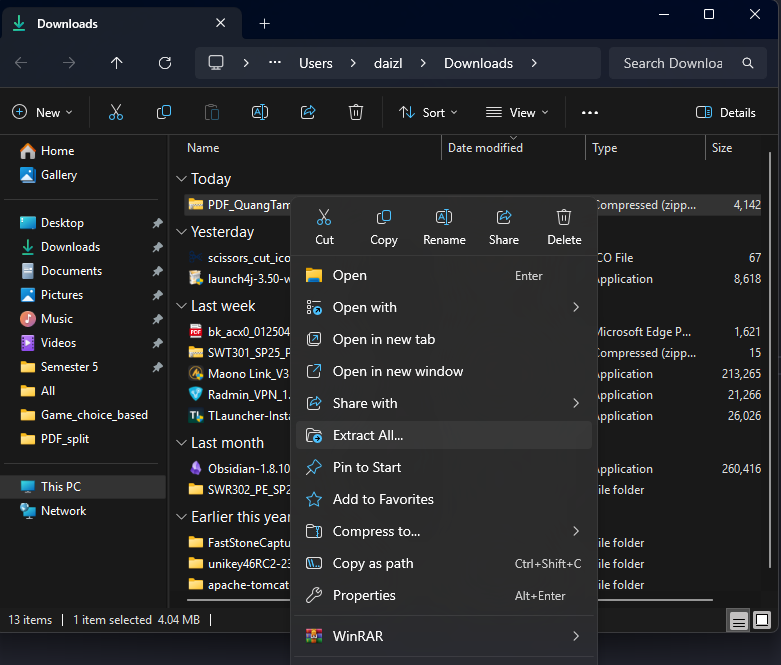 Downloads
Users
daizl
Downloads
Search Downloa
New
Sort
View
Details
Name
Date modified
Type
Size
Home
Gallery
Desktop
Downloads
Documents
Pictures
Music
Videos
Semester 5
All
Game_choice_based
PDF_split
This PC
Network
Today
PDF_QuangTam
Compressed (zipp...
4,142
Yesterday
scissors_cut_ico
CO File
67
launch4j-3.50-w
Application
8,618
Last week
bk_acx0_012504
Microsoft Edge P...
1,621
SWT301_SP25_P
Compressed (zipp...
15
Maono Link_V3
Application
213,265
Radmin_VPN_1.
Application
21,266
TLauncher-Insta
Application
26,026
Last month
Obsidian-1.8.10
Application
260,416
SWR302_PE_SP2
ile folder
Earlier this year
FastStoneCaptu
ile folder
unikey46RC2-23
ile folder
apache-tomcat
ile folder
Cut
Copy
Rename
Share
Delete
Open
Enter
Open with
Open in new tab
Open in new window
Share with
Extract All...
Pin to Start
Add to Favorites
Compress to...
Copy as path
Ctrl+Shift+C
Properties
Alt+Enter
WinRAR
13 items
1 item selected 4.04 MB